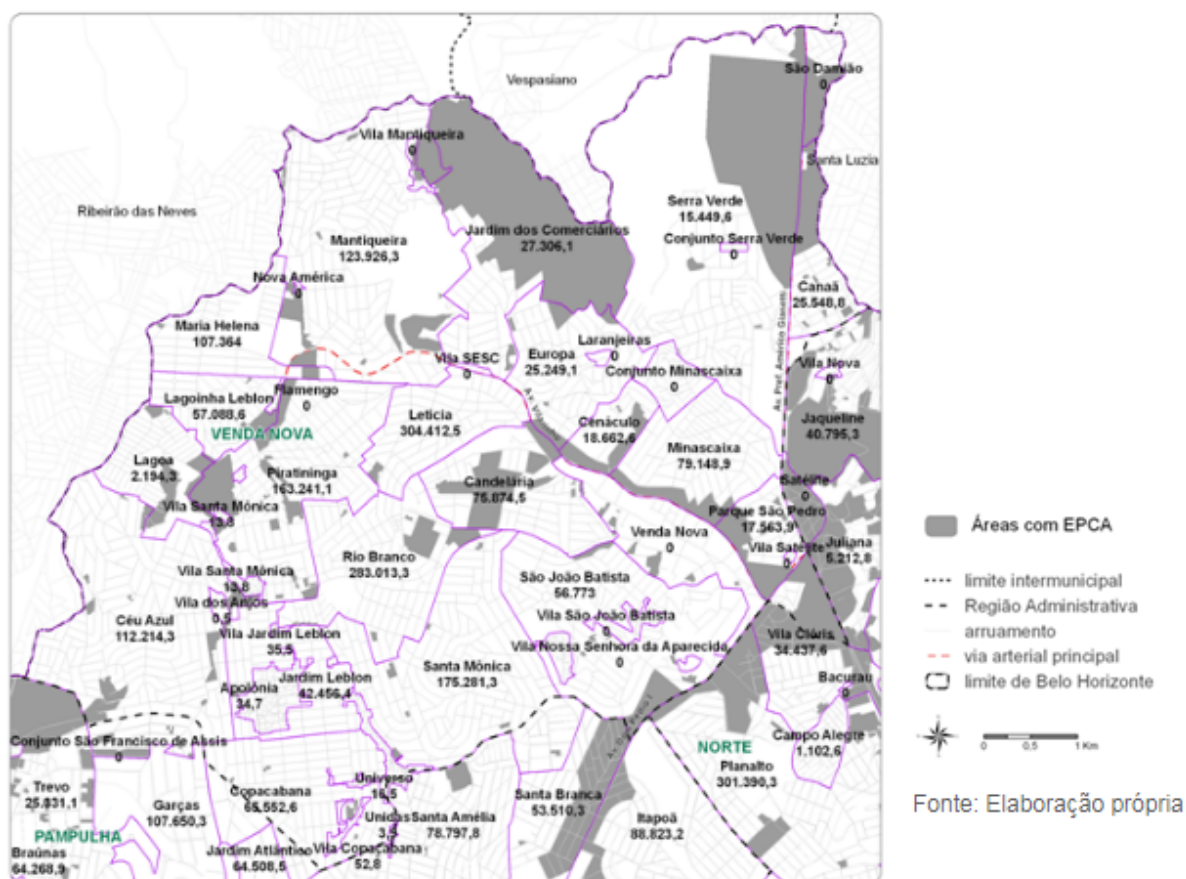 Vespasiano
São Damião
0
Vila Mantiqueira
0
Santa Luzia
Ribeirão das Neves
Serra Verde
15.449,6
Mantiqueira
123.926,3
Jardim dos Comerciários
27.306,1
Conjunto Serra Verde
0
Nova América
0
Canaã
25.548,8
Maria Helena
107.364
Av. Prof. Américo Gianetti
Laranjeiras
0
Vila SESC
0
Europa
25.249,1
Conjunto Minascaixa
0
Vila Nova
0
Lagoinha Leblon
57.088,6
Flamengo
0
Leticia
304.412,5
Cenáculo
18.662,6
Jaqueline
40.795,3
VENDA NOVA
Minascaixa
79.148,9
Lagoa
2.194,3
Piratininga
163.241,1
Candelária
75.074,5
Satélite
0
Vila Santa Mônica
13,8
Parque São Pedro
17.563,9
Venda Nova
0
Vila Satélite
0
Juliana
5.212,8
Rio Branco
283.013,3
Vila Santa Mônica
13,8
São João Batista
56.773
Vila dos Anjos
0,5
Céu Azul
112.214,3
Vila São João Batista
0
Vila Jardim Leblon
35,5
Vila Clóris
34.437,6
Vila Nossa Senhora da Aparecida
0
Santa Mônica
175.281,3
Jardim Leblon
42.456,4
Apolônia
34,7
Bacurau
0
Conjunto São Francisco de Assis
0
Campo Alegre
1.102,6
NORTE
Planalto
301.390,3
Trevo
25.831,1
Copacabana
65.552,6
Universo
16,5
Garças
107.650,3
Santa Branca
53.510,3
Unidas
3,5
Santa Amélia
78.797,8
Itapoã
88.823,2
PAMPULHA
Braúnas
64.268,9
Jardim Atlântico
64.508,5
Vila Copacabana
52,8
Áreas com EPCA
limite intermunicipal
Região Administrativa
arruamento
via arterial principal
limite de Belo Horizonte
0 0,5 1 Km
Fonte: Elaboração própria